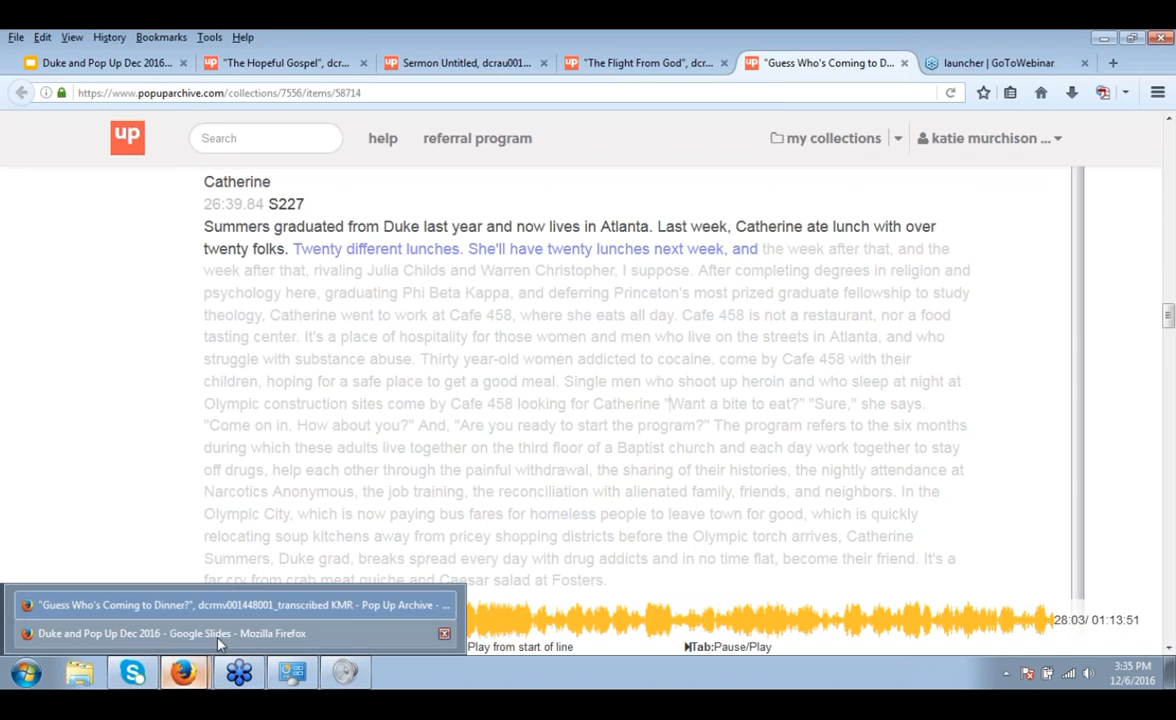 File Edit View History Bookmarks Tools Help
Duke and Pop Up Dec 2016... "The Hopeful Gospel", dcr... Sermon Untitled, dcrau001... "The Flight From God", dcr... "Guess Who's Coming to D... launcher | GoToWebinar
https://www.popuparchive.com/collections/7556/items/58714
up Search help referral program my collections katie murchison ...
Catherine
26:39.84 S227
Summers graduated from Duke last year and now lives in Atlanta. Last week, Catherine ate lunch with over
twenty folks. Twenty different lunches. She'll have twenty lunches next week, and the week after that, and the
week after that, rivaling Julia Childs and Warren Christopher, I suppose. After completing degrees in religion and
psychology here, graduating Phi Beta Kappa, and deferring Princeton's most prized graduate fellowship to study
theology, Catherine went to work at Cafe 458, where she eats all day. Cafe 458 is not a restaurant, nor a food
tasting center. It's a place of hospitality for those women and men who live on the streets in Atlanta, and who
struggle with substance abuse. Thirty year-old women addicted to cocaine. come by Cafe 458 with their
children, hoping for a safe place to get a good meal. Single men who shoot up heroin and who sleep at night at
Olympic construction sites come by Cafe 458 looking for Catherine "Want a bite to eat?" "Sure," she says.
"Come on in. How about you?" And, "Are you ready to start the program?" The program refers to the six months
during which these adults live together on the third floor of a Baptist church and each day work together to stay
off drugs, help each other through the painful withdrawal, the sharing of their histories, the nightly attendance at
Narcotics Anonymous, the job training, the reconciliation with alienated family, friends, and neighbors. In the
Olympic City, which is now paying bus fares for homeless people to leave town for good, which is quickly
relocating soup kitchens away from pricey shopping districts before the Olympic torch arrives, Catherine
Summers, Duke grad, breaks spread every day with drug addicts and in no time flat, become their friend. It's a
far cry from crab meat quiche and Caesar salad at Fosters.
"Guess Who's Coming to Dinner?", dcrmv001448001_transcribed KMR - Pop Up Archive - ...
28:03/ 01:13:51
Duke and Pop Up Dec 2016 - Google Slides - Mozilla Firefox
Play from start of line Tab:Pause/Play
3:35 PM
12/6/2016